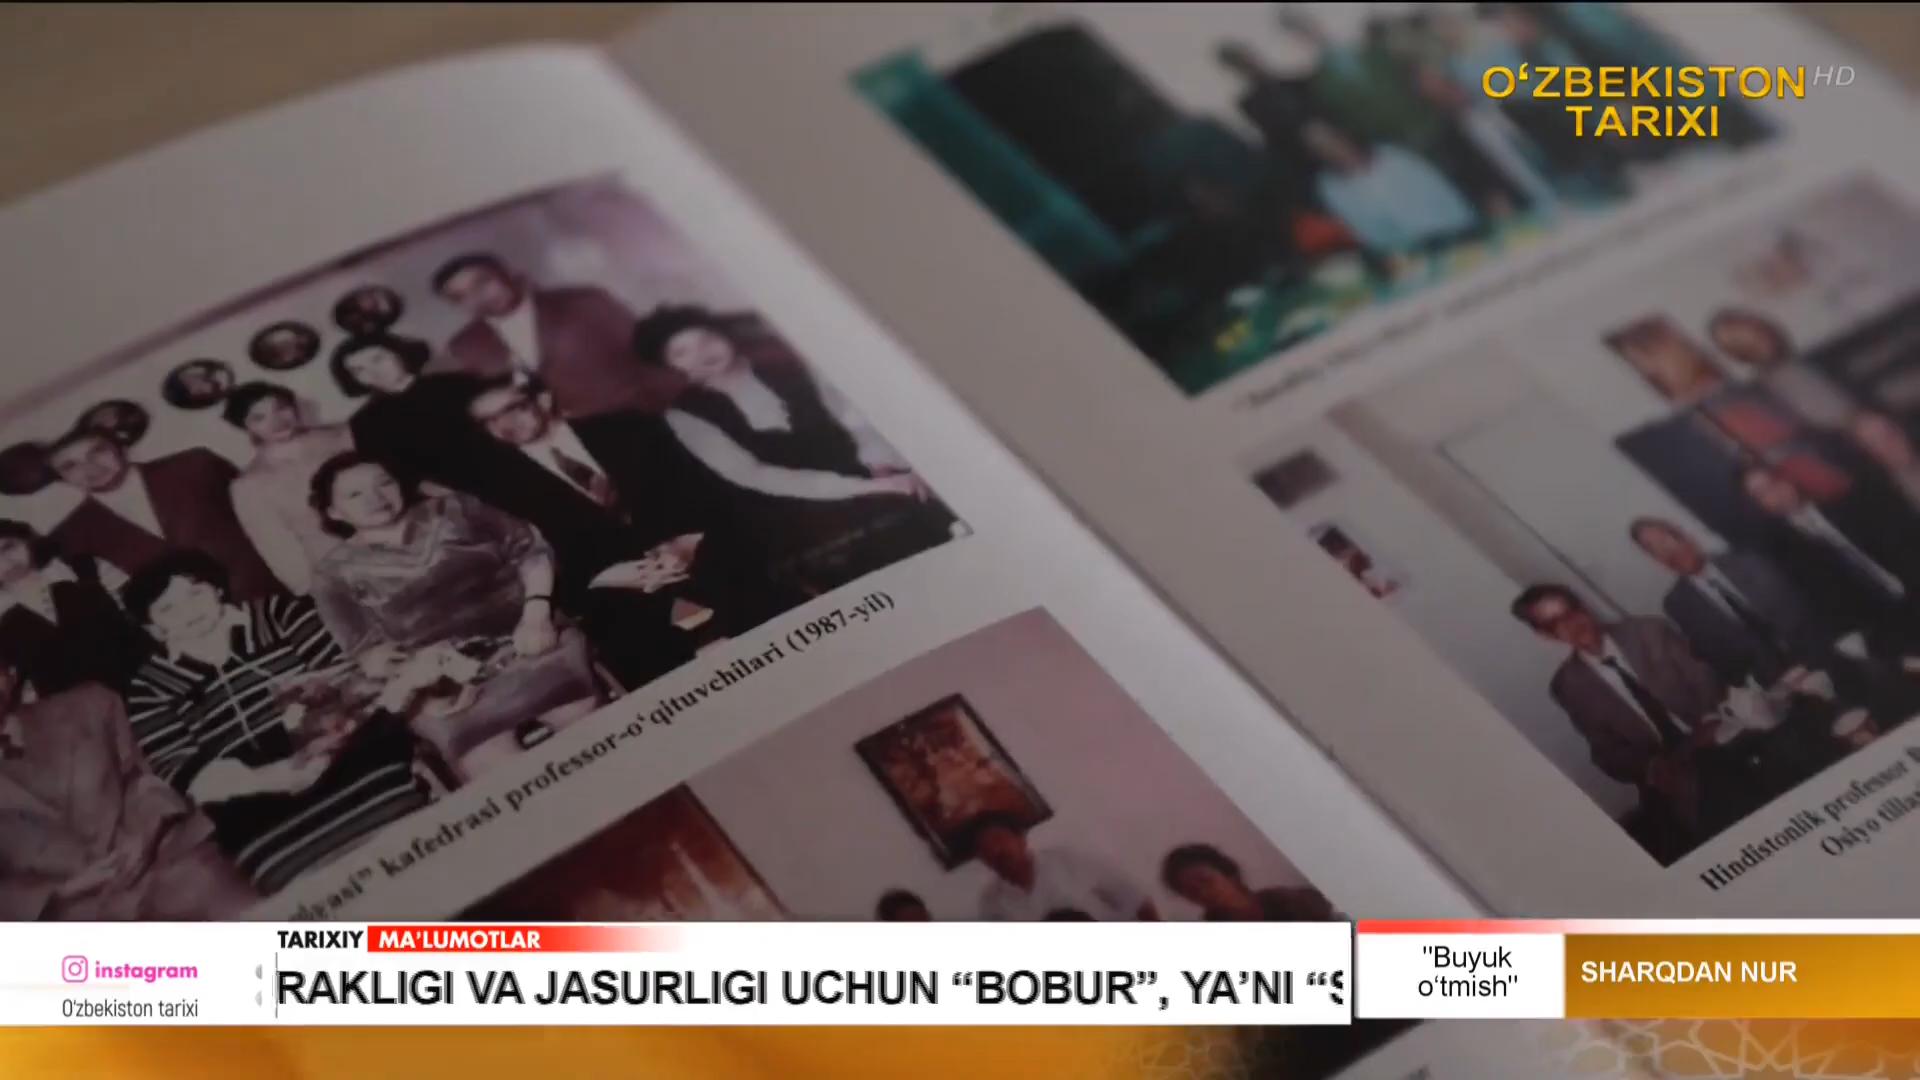 O‘ZBEKISTON HD
TARIXI
kafedrasi professor-o‘qituvchilari (1987-yil)
Hindistonlik professor
Osiyo
TARIXIY MA’LUMOTLAR
instagram
O‘zbekiston tarixi
RAKLIGI VA JASURLIGI UCHUN “BOBUR”, YA’NI “
"Buyuk
o‘tmish"
SHARQDAN NUR